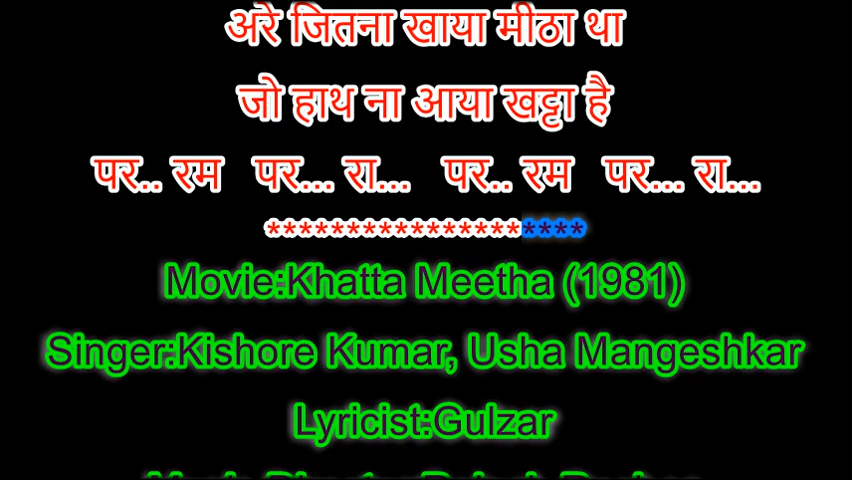 अरे जितना खाया मीठा था
जो हाथ ना आया खट्टा है
पर.. रम पर... रा... पर.. रम पर... रा...
********************
Movie:Khatta Meetha (1981)
Singer:Kishore Kumar, Usha Mangeshkar
Lyricist:Gulzar